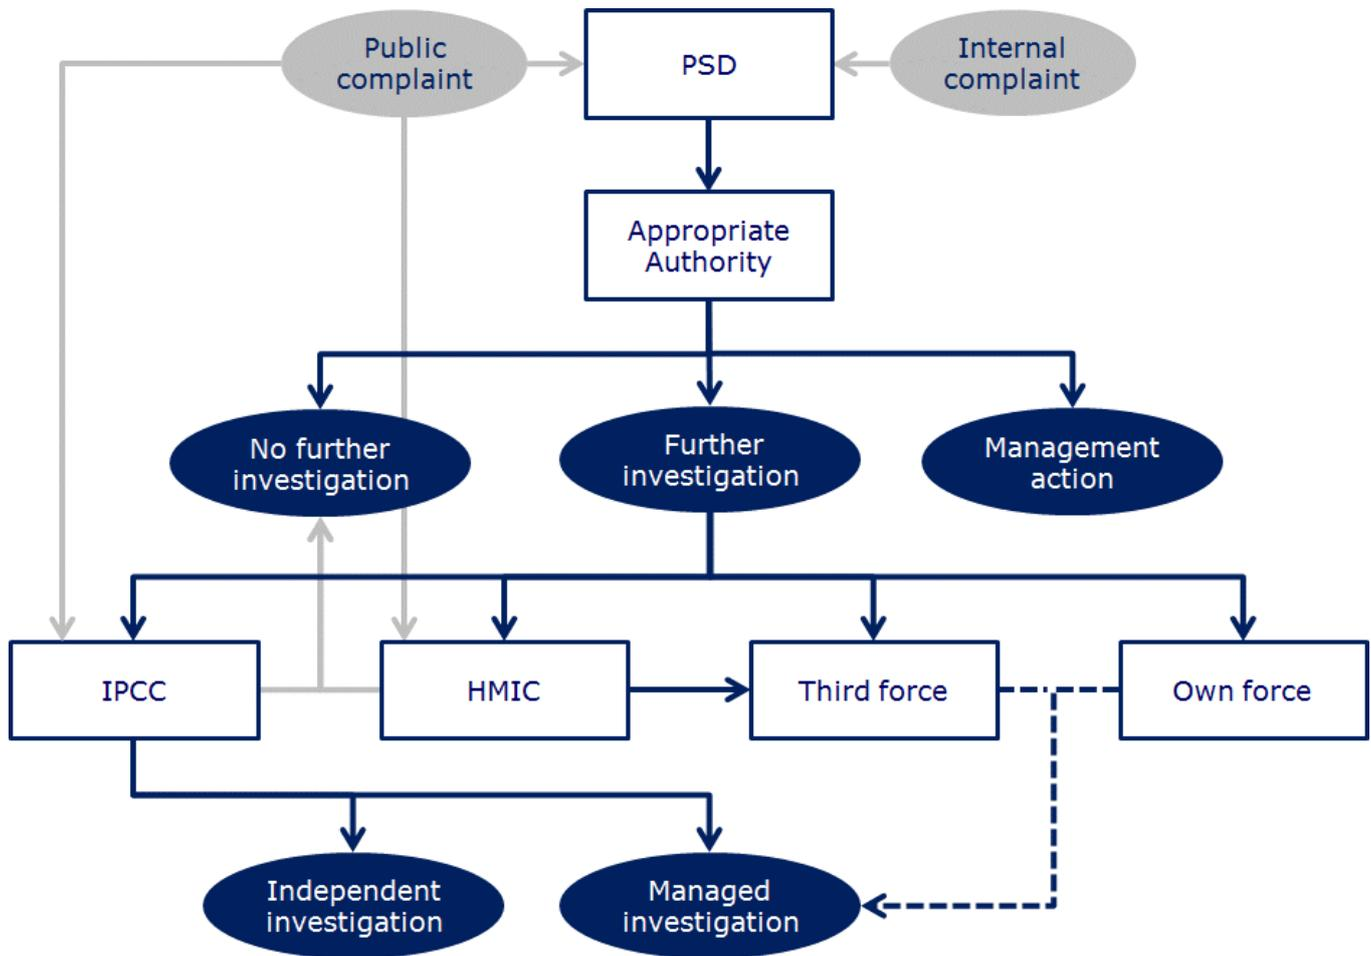 Public
complaint
PSD
Internal
complaint
Appropriate
Authority
No further
investigation
Further
investigation
Management
action
IPCC
HMIC
Third force
Own force
Independent
investigation
Managed
investigation